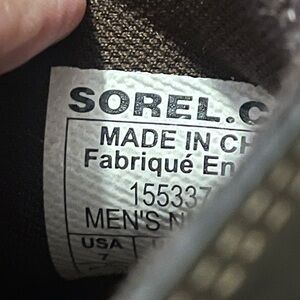 SOREL.C
MADE IN CH
Fabriqué En
155337
MEN'S N
USA
7